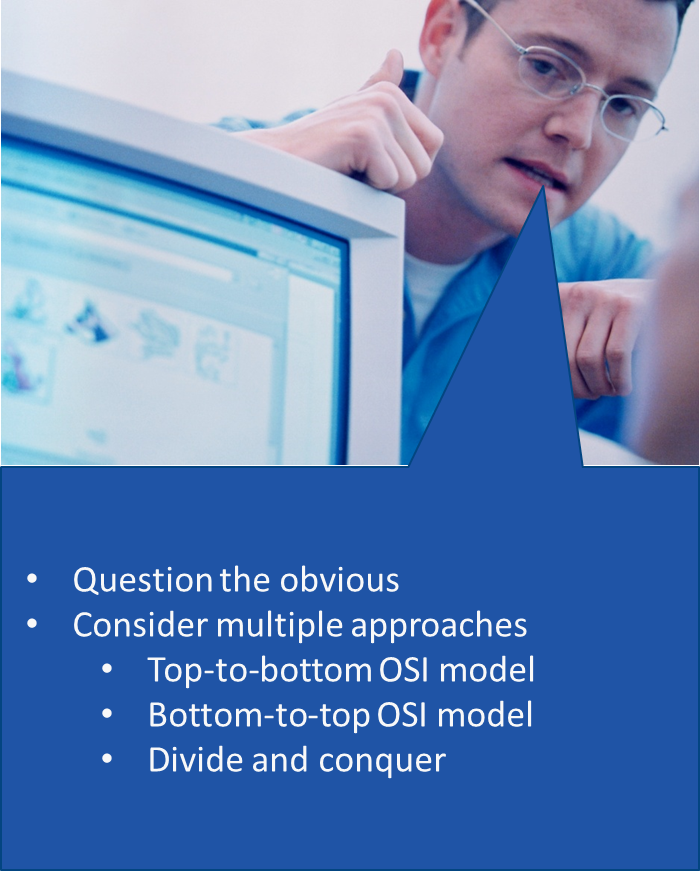 • Question the obvious
• Consider multiple approaches
• Top-to-bottom OSI model
• Bottom-to-top OSI model
• Divide and conquer